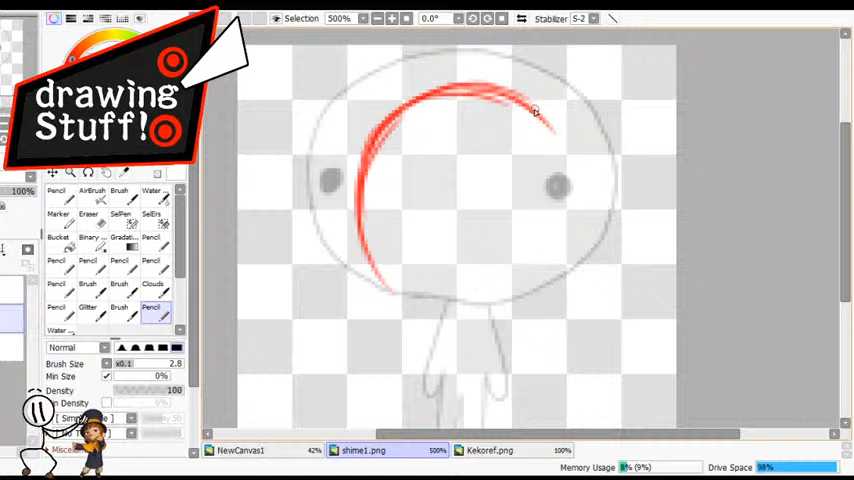 Selection 500% 0.0° Stabilizer S-2
drawing
Stuff!
100%
Pencil AirBrush Brush Water ..
Marker Eraser SelPen SelErs
Bucket Binary .. Gradati.. Pencil
Pencil Pencil Pencil Pencil
Pencil Brush Brush Clouds
Pencil Glitter Brush Pencil
Water ..
Normal
Brush Size x0.1 2.8
Min Size 0%
Density 100
NewCanvas1 42% shime1.png 500% Kekoref.png 100%
Memory Usage 8% (9%) Drive Space 98%